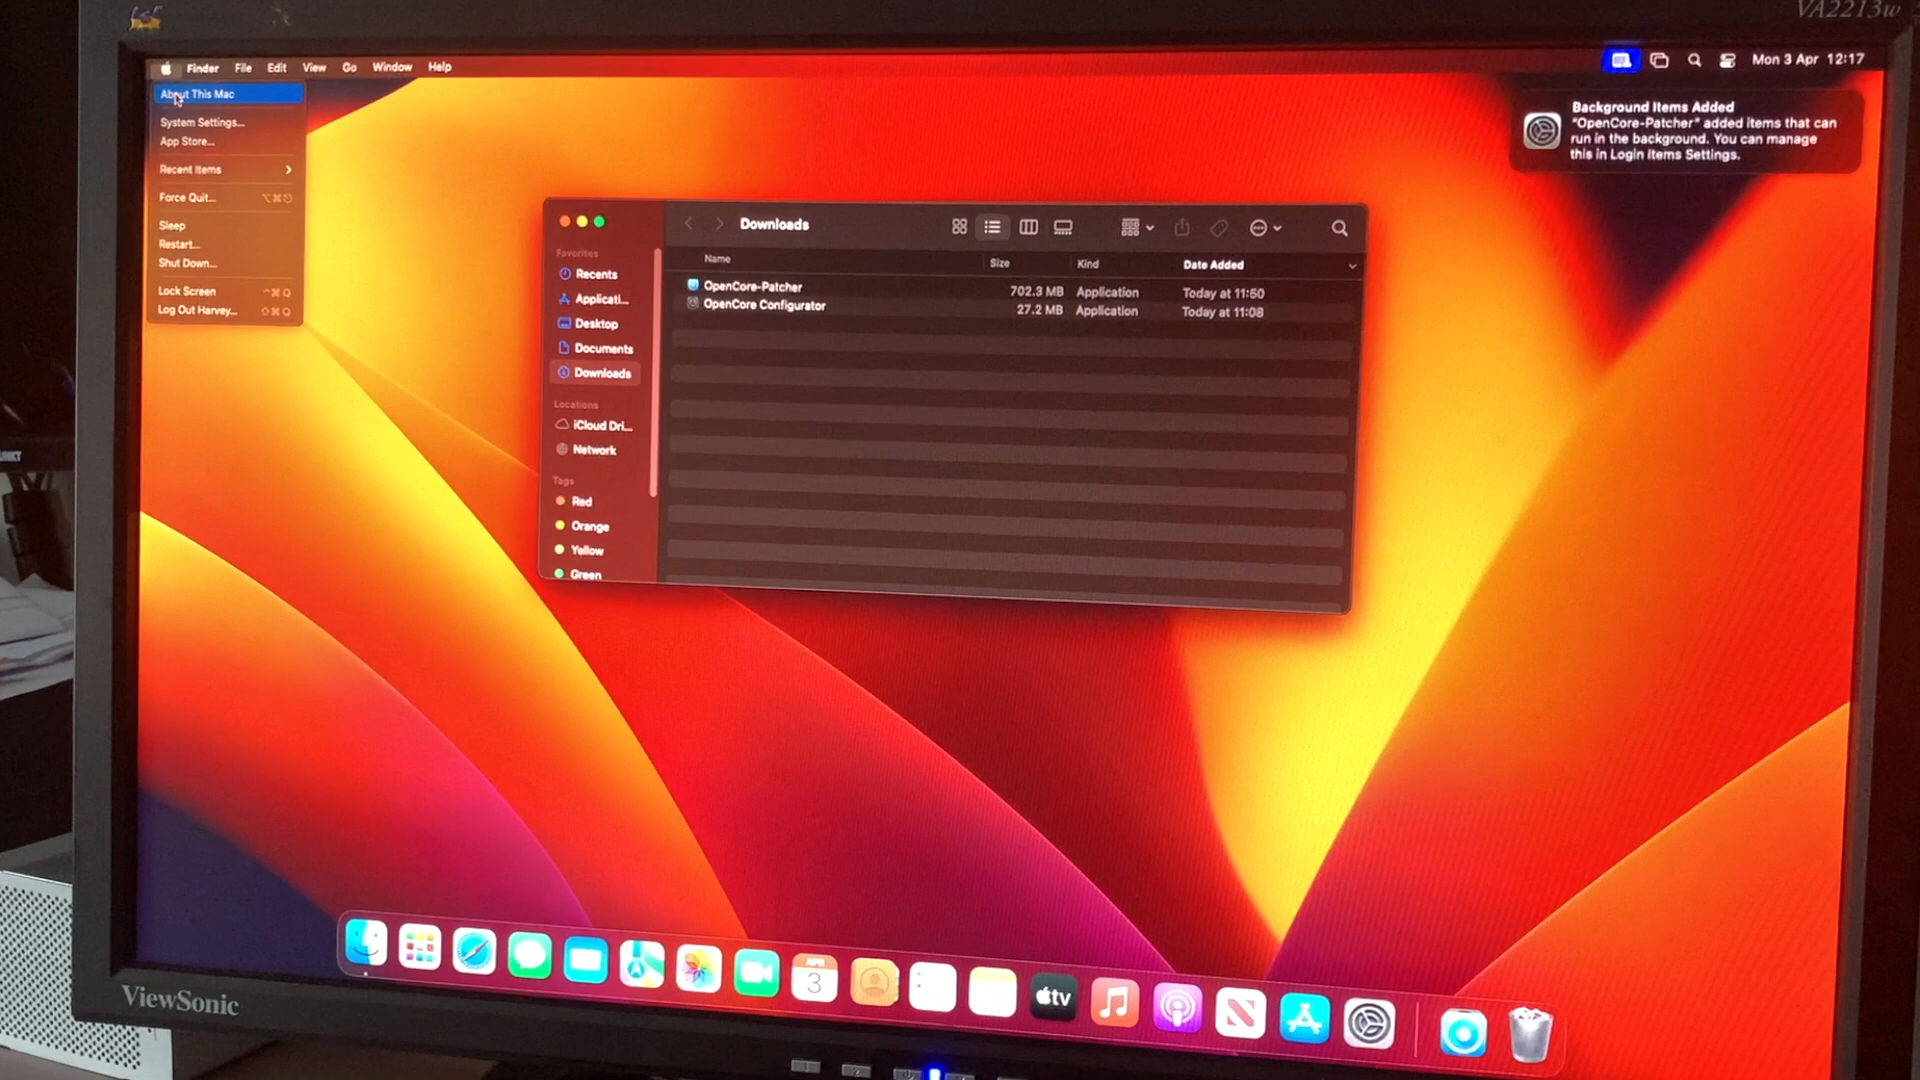 VA2213w
Finder File Edit View Go Window Help
Mon 3 Apr 12:17
About This Mac
System Settings...
App Store...
Recent Items
Force Quit...
Sleep
Restart...
Shut Down...
Lock Screen
Log Out Harvey...
Background Items Added
"OpenCore-Patcher" added items that can
run in the background. You can manage
this in Login Items Settings.
Downloads
Favorites
Recents
Applicati...
Desktop
Documents
Downloads
Locations
iCloud Dri...
Network
Tags
Red
Orange
Yellow
Green
Name Size Kind Date Added
OpenCore-Patcher 702.3 MB Application Today at 11:50
OpenCore Configurator 27.2 MB Application Today at 11:08
APR
3
tv
ViewSonic